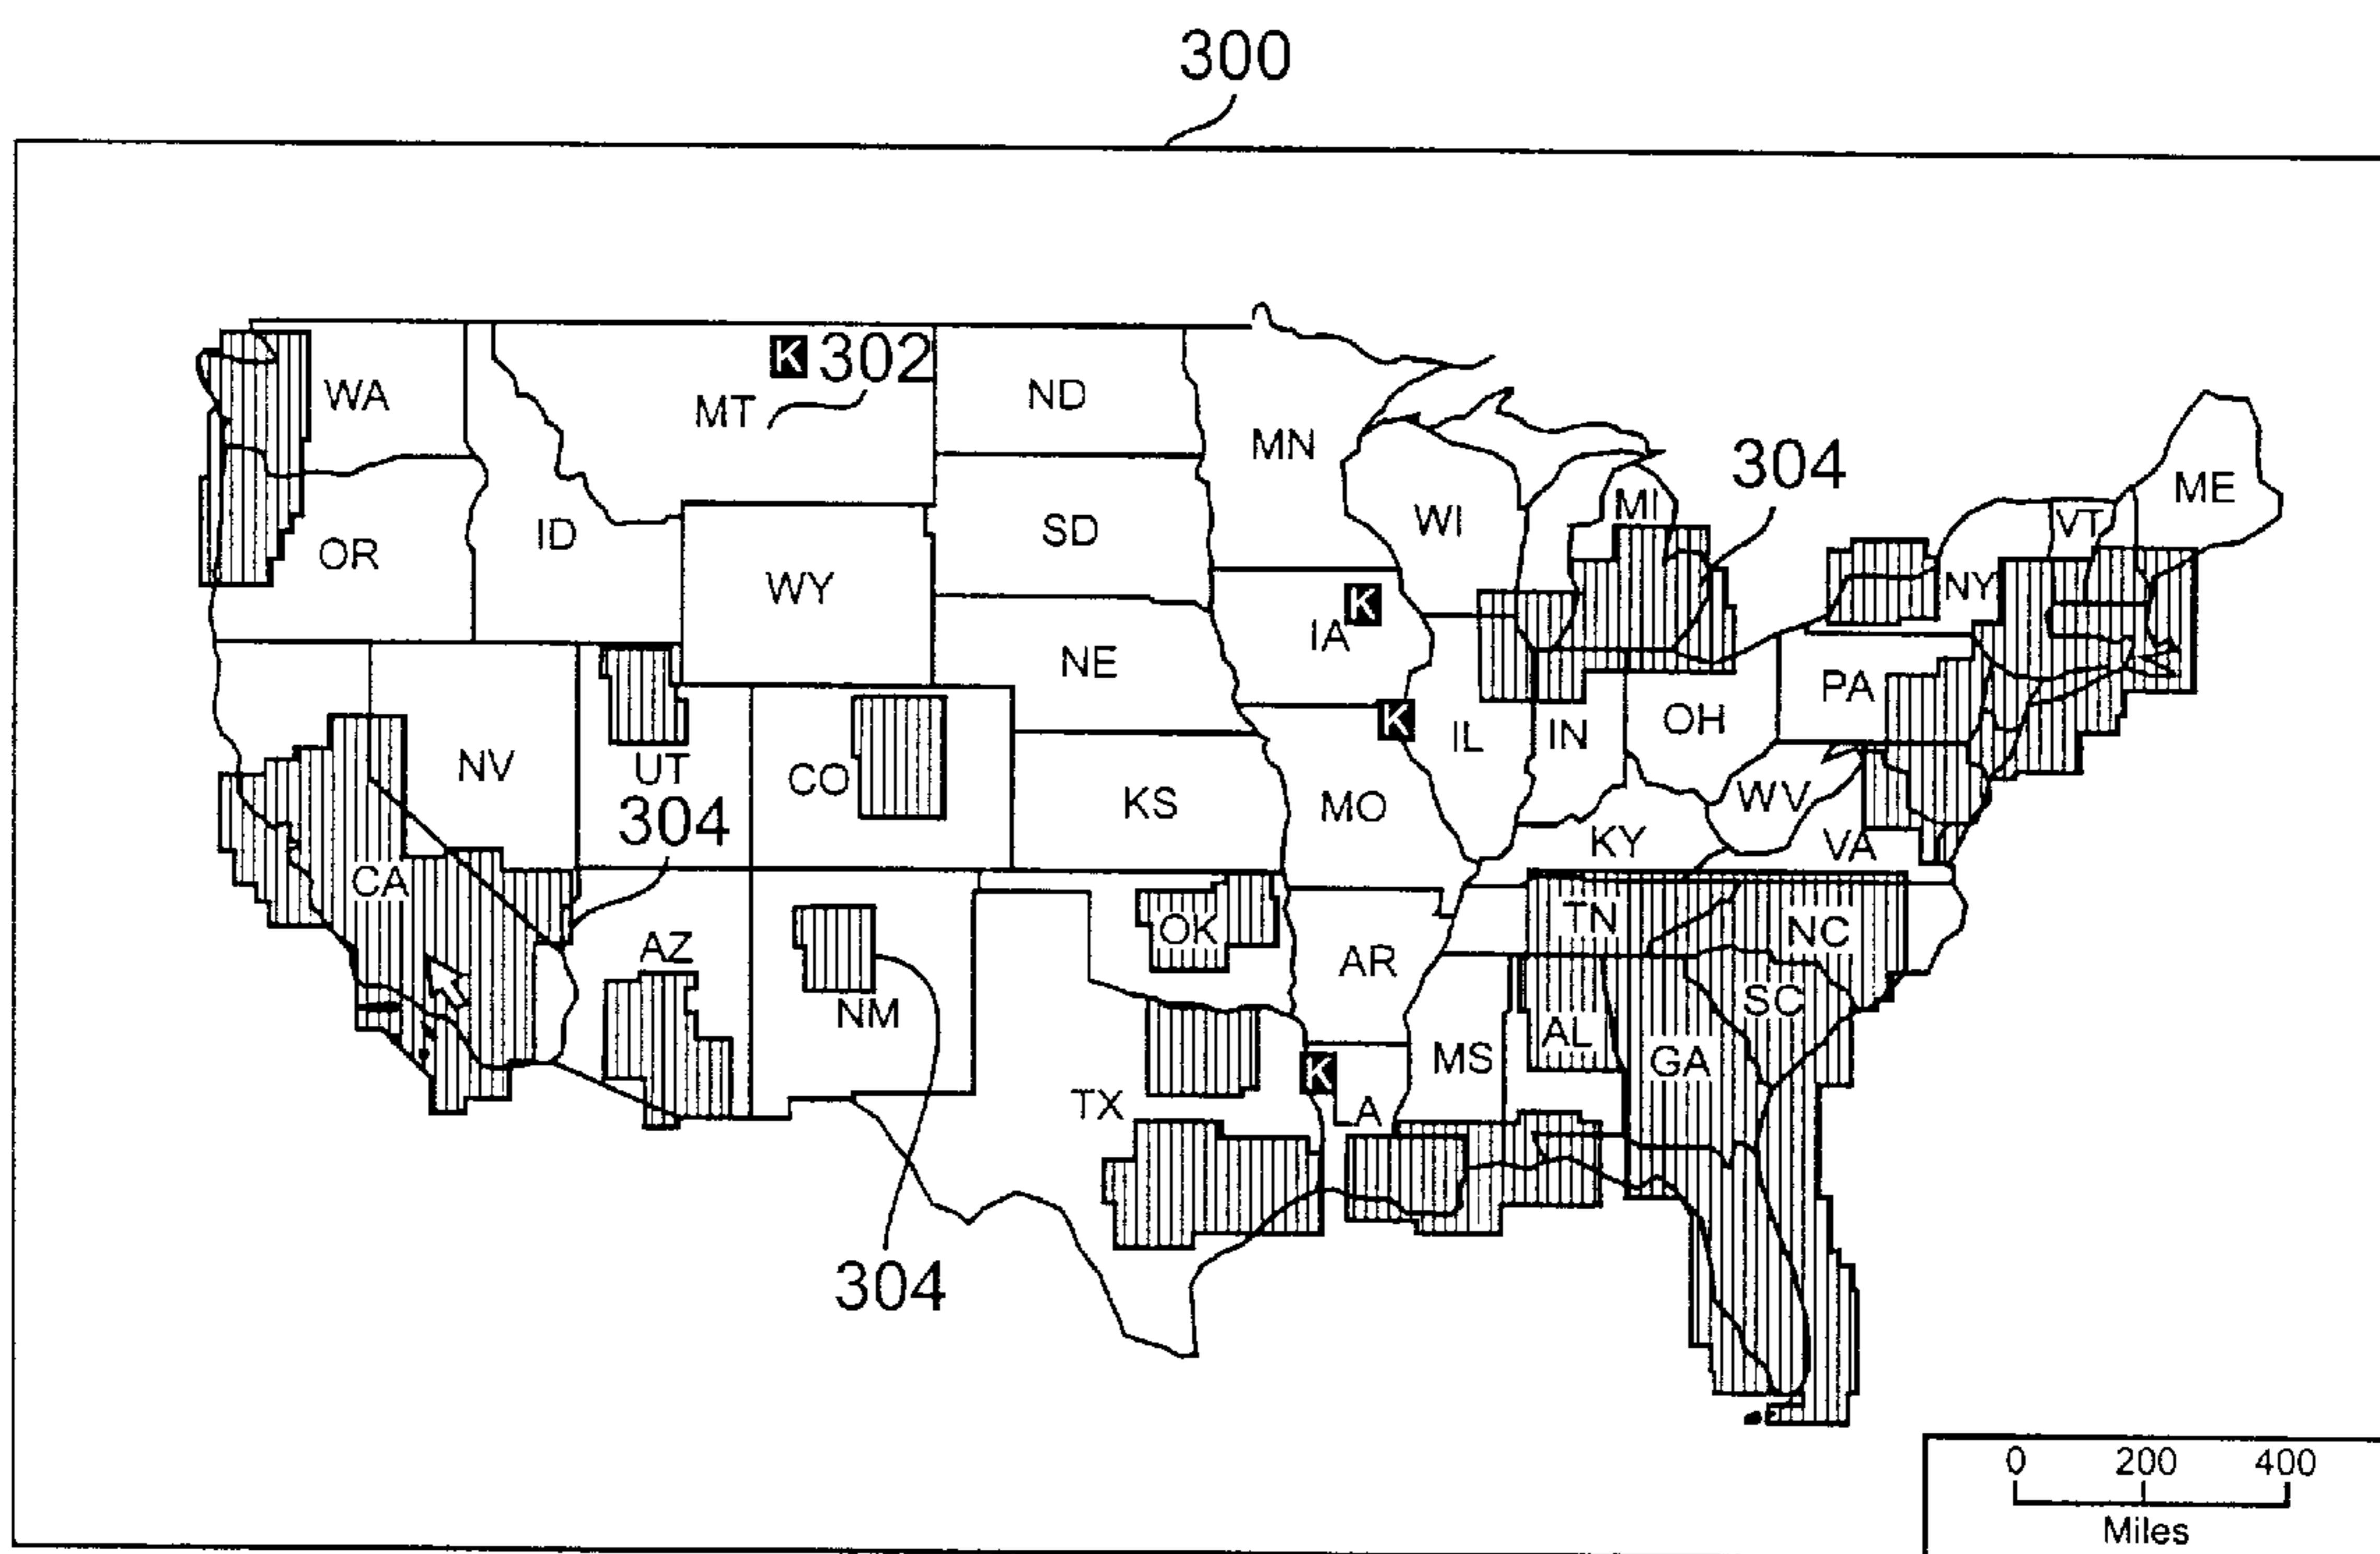 300
K 302
WA
MT
ND
MN
304
ME
MI
VT
WI
SD
OR
ID
WY
NY
IA
K
NE
PA
K
OH
IL
IN
NV
UT
CO
KS
MO
WV
304
KY
VA
CA
TN
NC
OK
AZ
AR
NM
SC
AL
MS
GA
K
TX
A
304
0 200 400
Miles